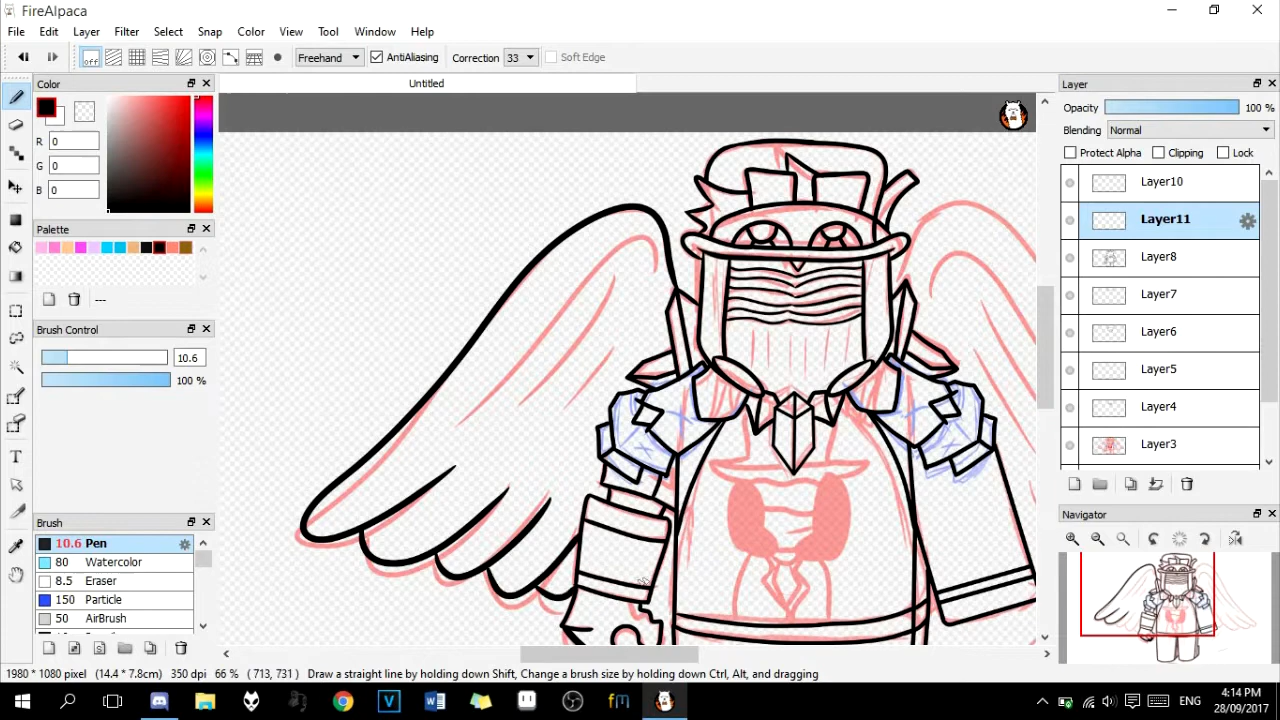 FireAlpaca
File Edit Layer Filter Select Snap Color View Tool Window Help
off Freehand AntiAliasing Correction 33 Soft Edge
Color Untitled Layer
Opacity 100 %
R 0 Blending Normal
G 0 Protect Alpha Clipping Lock
B 0 Layer10
Layer11
Palette
Layer8
--- Layer7
Brush Control Layer6
10.6
100 % Layer5
Layer4
Layer3
T
Brush Navigator
10.6 Pen
80 Watercolor
8.5 Eraser
150 Particle
50 AirBrush
1980 * 1080 pixel (14.4 * 7.8cm) 350 dpi 66 % ( 713, 731 ) Draw a straight line by holding down Shift, Change a brush size by holding down Ctrl, Alt, and dragging
V W fm ENG 4:14 PM
28/09/2017